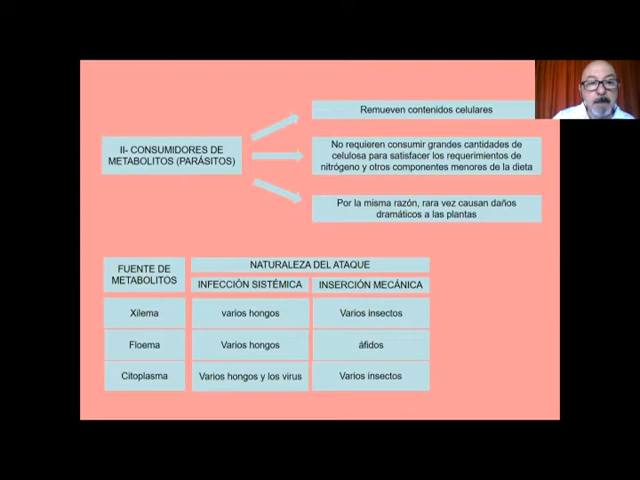 Remueven contenidos celulares
II- CONSUMIDORES DE
METABOLITOS (PARÁSITOS)
No requieren consumir grandes cantidades de
celulosa para satisfacer los requerimientos de
nitrógeno y otros componentes menores de la dieta
Por la misma razón, rara vez causan daños
dramáticos a las plantas
FUENTE DE
METABOLITOS
NATURALEZA DEL ATAQUE
INFECCIÓN SISTÉMICA
INSERCIÓN MECÁNICA
Xilema
varios hongos
Varios insectos
Floema
Varios hongos
áfidos
Citoplasma
Varios hongos y los virus
Varios insectos